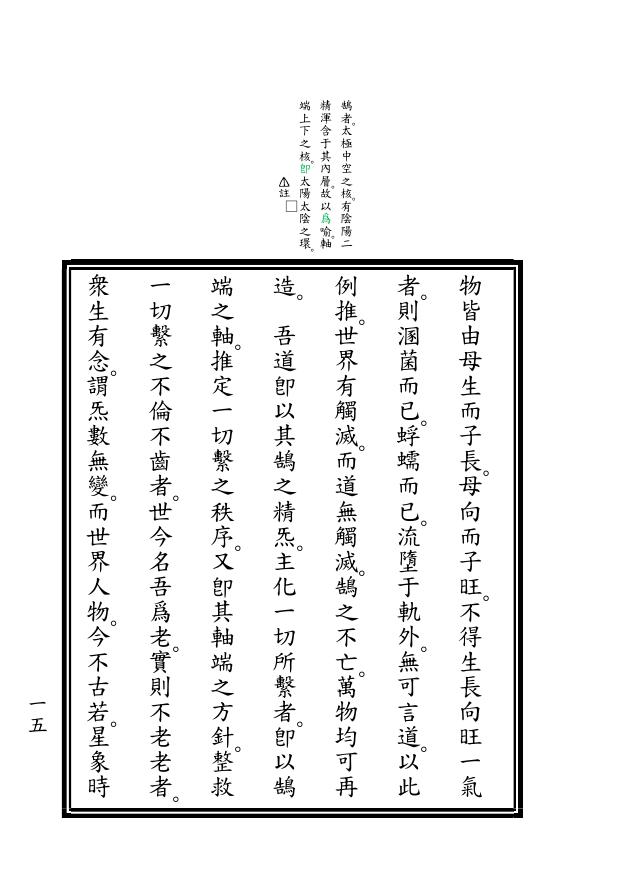 鵠者。太極中空之核。有陰陽二
精渾含于其內層。故以爲喻。軸
端上下之核。卽太陽太陰之環。
⚠註□
物皆由母生而子長。母向而子旺。不得生長向旺一氣
者。則溷菌而已。蜉蠕而已。流墮于軌外。無可言道。以此
例推。世界有觸滅。而道無觸滅。鵠之不亡。萬物均可再
造。　吾道卽以其鵠之精炁。主化一切所繫者。卽以鵠
端之軸。推定一切繫之秩序。又卽其軸端之方針。整救
一切繫之不倫不齒者。世今名吾爲老。實則不老老者。
衆生有念。謂炁數無變。而世界人物。今不古若。星象時
一五